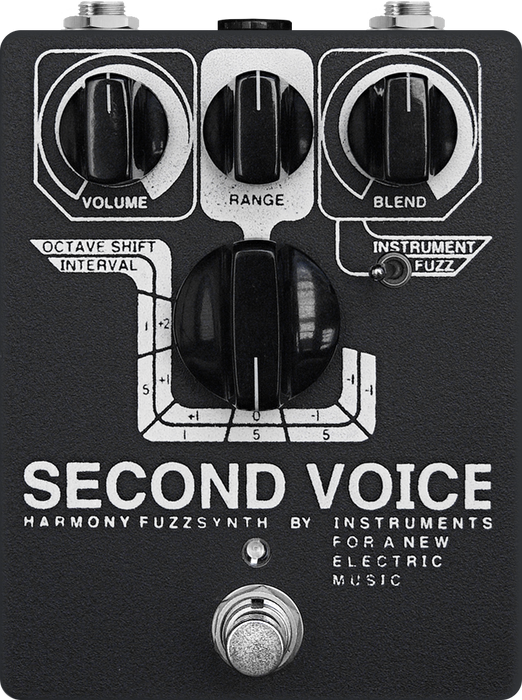 VOLUME
RANGE
BLEND
OCTAVE SHIFT
INTERVAL
INSTRUMENT
FUZZ
1 +2
5 +1
+1 0 -1
1 5 5
-1 -1
SECOND VOICE
HARMONY FUZZSYNTH BY INSTRUMENTS
FOR A NEW
ELECTRIC
MUSIC